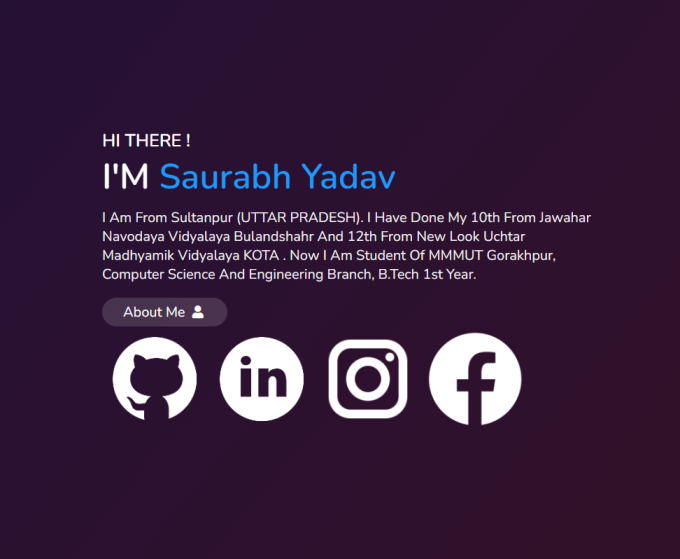 HI THERE !
I'M Saurabh Yadav
I Am From Sultanpur (UTTAR PRADESH). I Have Done My 10th From Jawahar
Navodaya Vidyalaya Bulandshahr And 12th From New Look Uchtar
Madhyamik Vidyalaya KOTA . Now I Am Student Of MMMUT Gorakhpur,
Computer Science And Engineering Branch, B.Tech 1st Year.
About Me
in